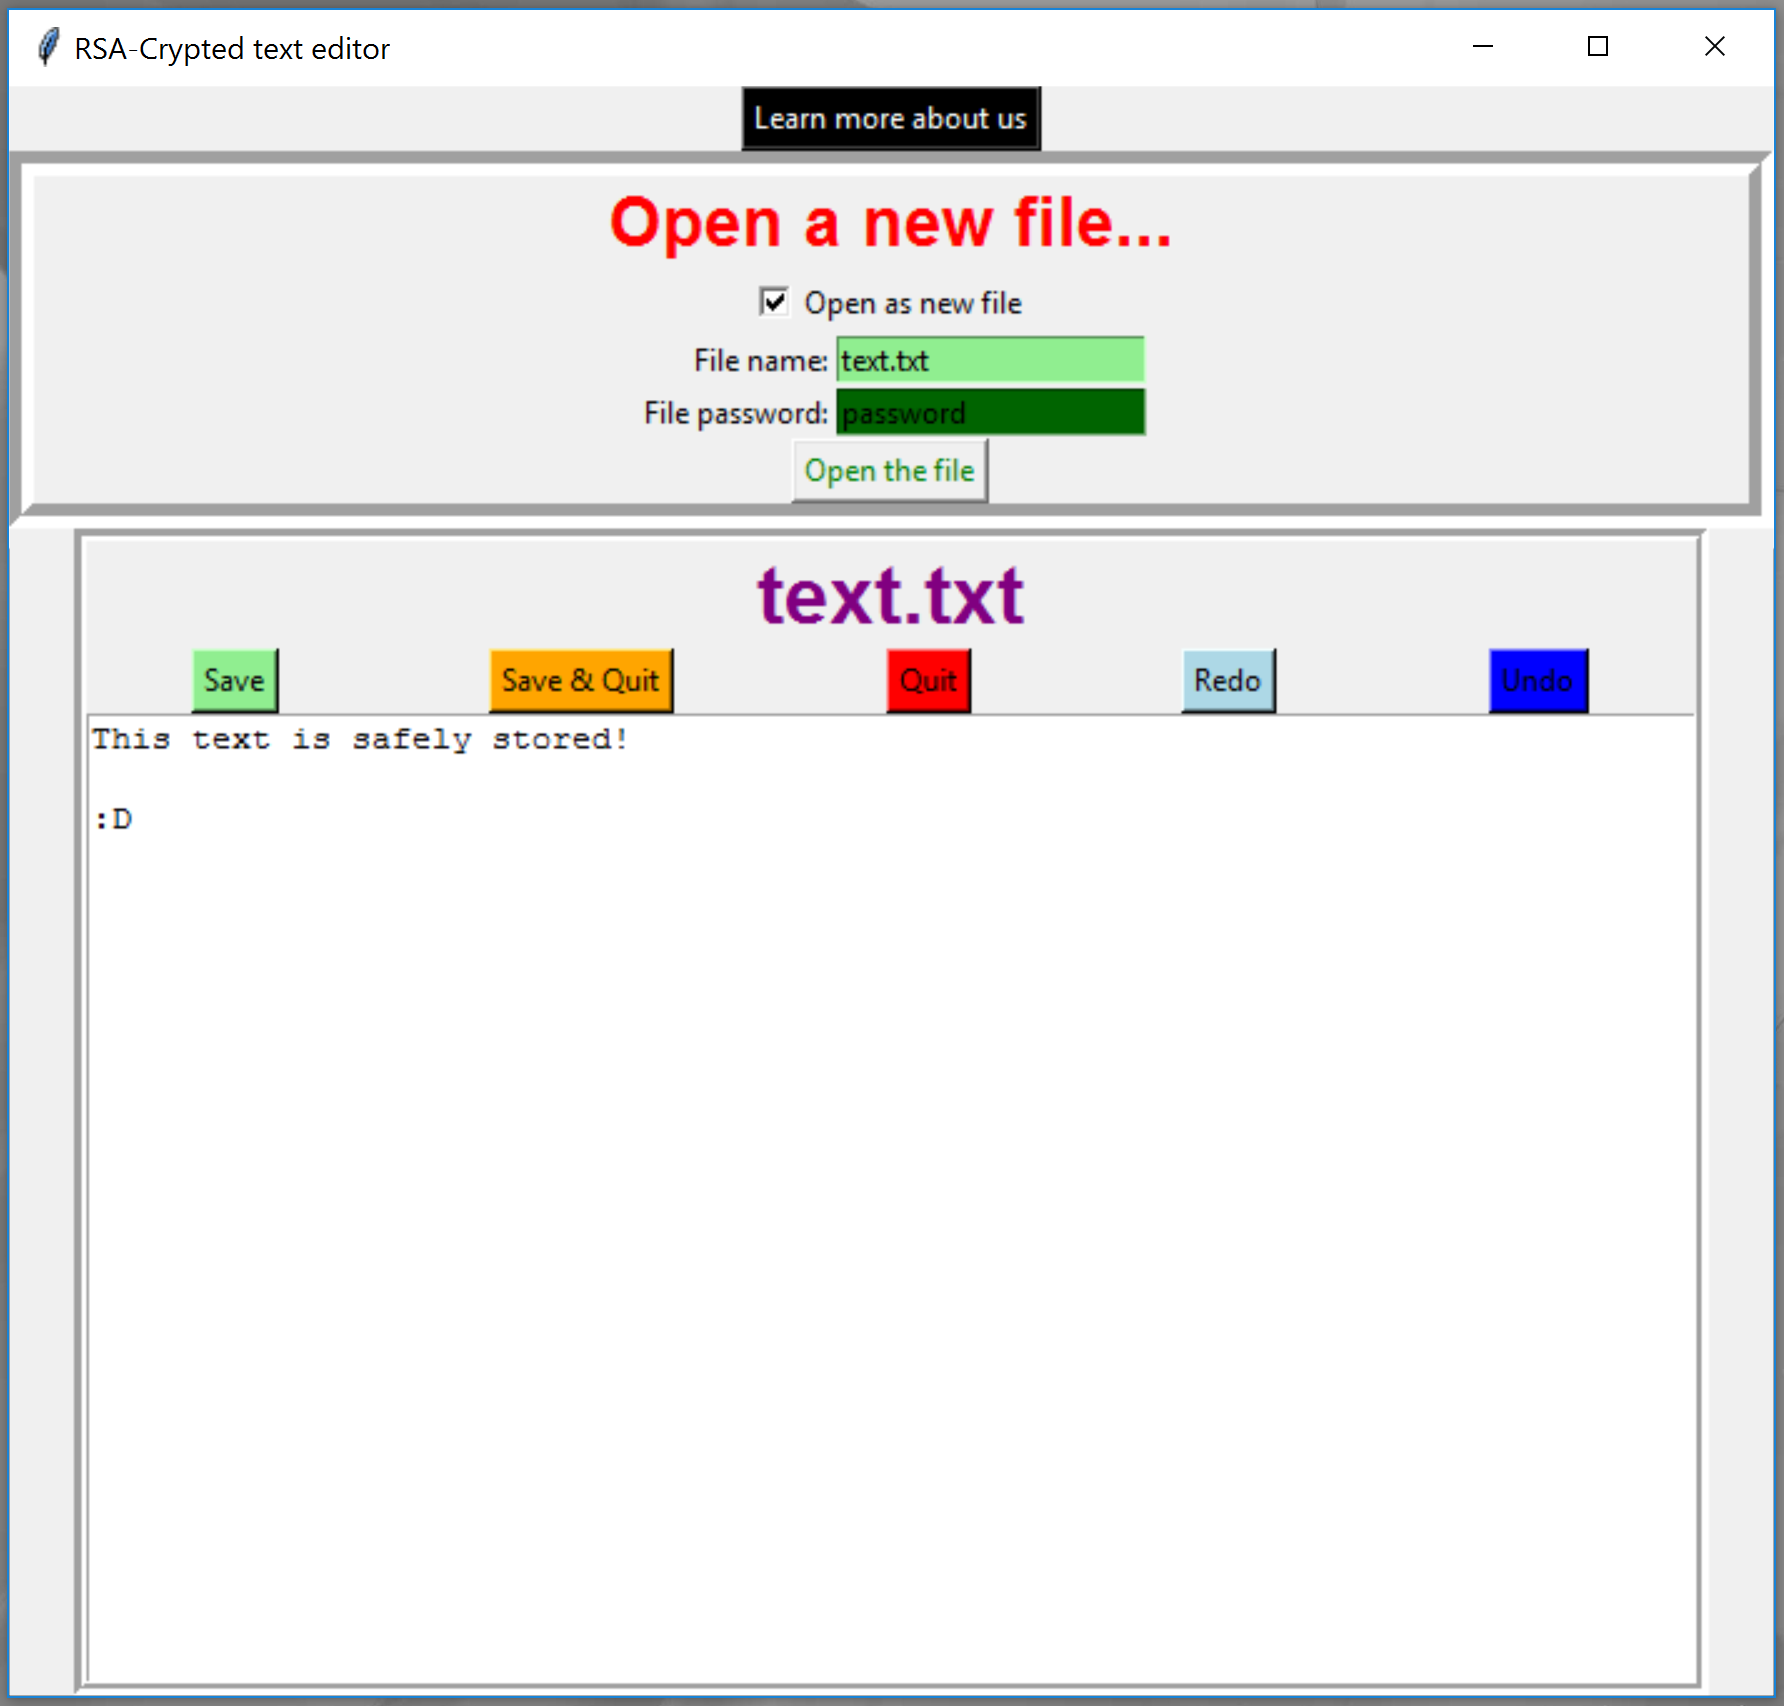 RSA-Crypted text editor
Learn more about us
Open a new file...
Open as new file
File name: text.txt
File password: password
Open the file
text.txt
Save Save & Quit Quit Redo Undo
This text is safely stored!
:D